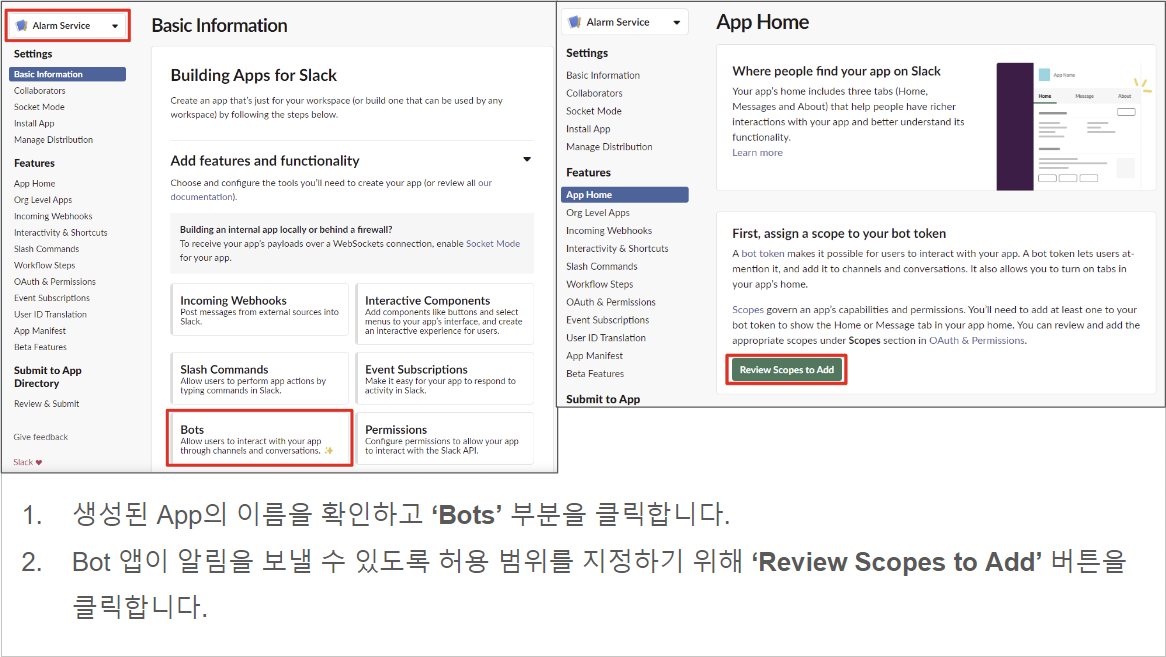 Alarm Service
Settings
Basic Information
Collaborators
Socket Mode
Install App
Manage Distribution
Features
App Home
Org Level Apps
Incoming Webhooks
Interactivity & Shortcuts
Slash Commands
Workflow Steps
OAuth & Permissions
Event Subscriptions
User ID Translation
App Manifest
Beta Features
Submit to App
Directory
Review & Submit
Give feedback
Slack ♥
Basic Information
Building Apps for Slack
Create an app that's just for your workspace (or build one that can be used by any
workspace) by following the steps below.
Add features and functionality
Choose and configure the tools you'll need to create your app (or review all our
documentation).
Building an internal app locally or behind a firewall?
To receive your app's payloads over a WebSockets connection, enable Socket Mode
for your app.
Incoming Webhooks
Post messages from external sources into
Slack.
Interactive Components
Add components like buttons and select
menus to your app's interface, and create
an interactive experience for users.
Slash Commands
Allow users to perform app actions by
typing commands in Slack.
Event Subscriptions
Make it easy for your app to respond to
activity in Slack.
Bots
Allow users to interact with your app
through channels and conversations. ✨
Permissions
Configure permissions to allow your app
to interact with the Slack API.
Alarm Service
Settings
Basic Information
Collaborators
Socket Mode
Install App
Manage Distribution
Features
App Home
Org Level Apps
Incoming Webhooks
Interactivity & Shortcuts
Slash Commands
Workflow Steps
OAuth & Permissions
Event Subscriptions
User ID Translation
App Manifest
Beta Features
Submit to App
App Home
Where people find your app on Slack
Your app's home includes three tabs (Home,
Messages and About) that help people have richer
interactions with your app and better understand its
functionality.
Learn more
App Name
Home Message About
First, assign a scope to your bot token
A bot token makes it possible for users to interact with your app. A bot token lets users at-
mention it, and add it to channels and conversations. It also allows you to turn on tabs in
your app's home.
Scopes govern an app's capabilities and permissions. You'll need to add at least one to your
bot token to show the Home or Message tab in your app home. You can review and add the
appropriate scopes under Scopes section in OAuth & Permissions.
Review Scopes to Add
1. 생성된 App의 이름을 확인하고 ‘Bots’ 부분을 클릭합니다.
2. Bot 앱이 알림을 보낼 수 있도록 허용 범위를 지정하기 위해 ‘Review Scopes to Add’ 버튼을
클릭합니다.